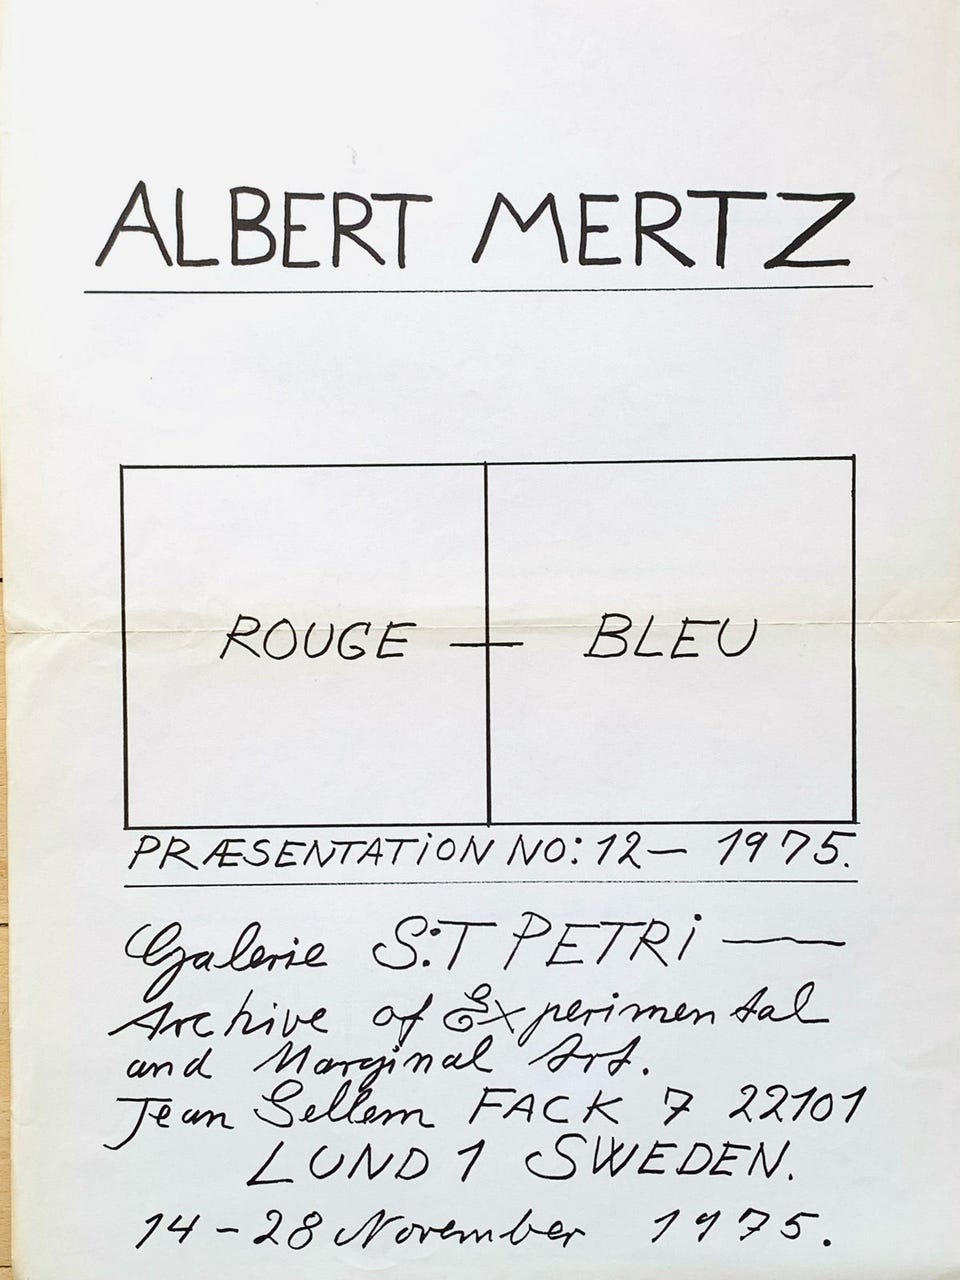 ALBERT MERTZ
ROUGE — BLEU
PRÆSENTATION NO: 12 — 1975.
Galerie S:T PETRI —
Archive of Experimental
and Marginal Art.
Jean Sellem FACK 7 22101
LUND 1 SWEDEN.
14 - 28 November 1975.